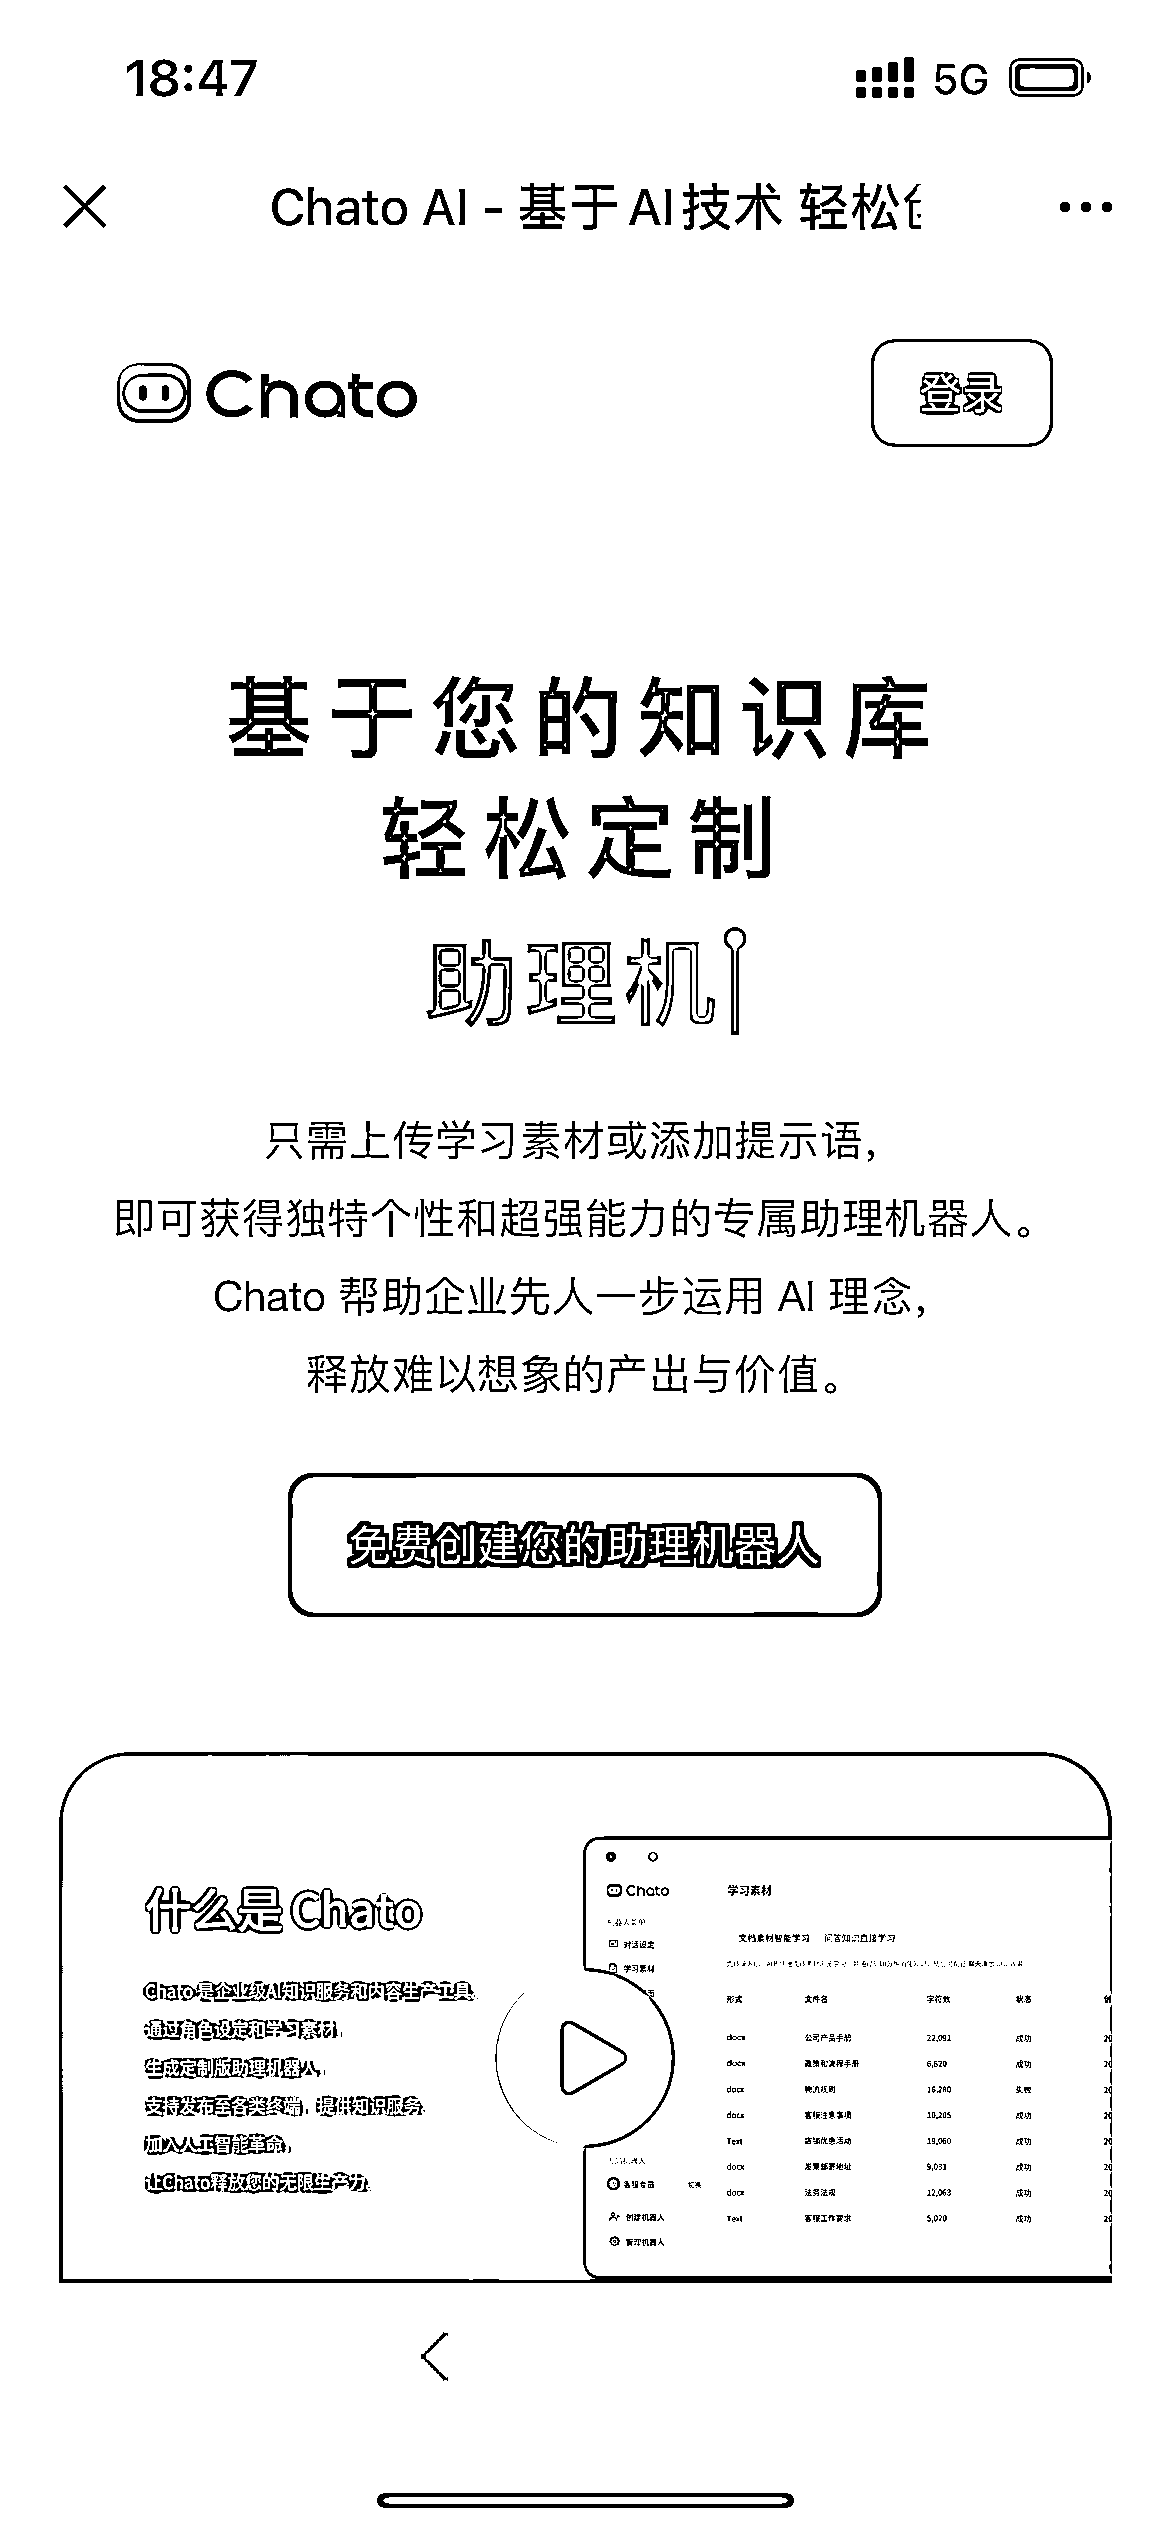 18:47
5G
Chato AI - 基于AI技术 轻松
Chato
登录
基于您的知识库
轻松定制
助理机
只需上传学习素材或添加提示语，
即可获得独特个性和超强能力的专属助理机器人。
Chato 帮助企业先人一步运用 AI 理念，
释放难以想象的产出与价值。
免费创建您的助理机器人
什么是 Chato
Chato是企业级AI知识服务和内容生产工具，
通过角色设定和学习素材，
生成定制版助理机器人，
支持发布至各类终端，提供知识服务，
加入人工智能革命，
让Chato释放您的无限生产力
Chato
学习素材
对话设定
文档素材智能学习 问答知识直接学习
学习素材
形式 文件名 字符数 状态
docx 公司产品手册 22,091 成功
docx 政策和流程手册 6,620 成功
docx 物流规则 16,280 失败
docx 客服注意事项 10,205 成功
Text 店铺优惠活动 19,060 成功
docx 9,031 成功
docx 法务法规 12,063 成功
Text 客服工作要求 5,020 成功
切换
创建机器人
管理机器人